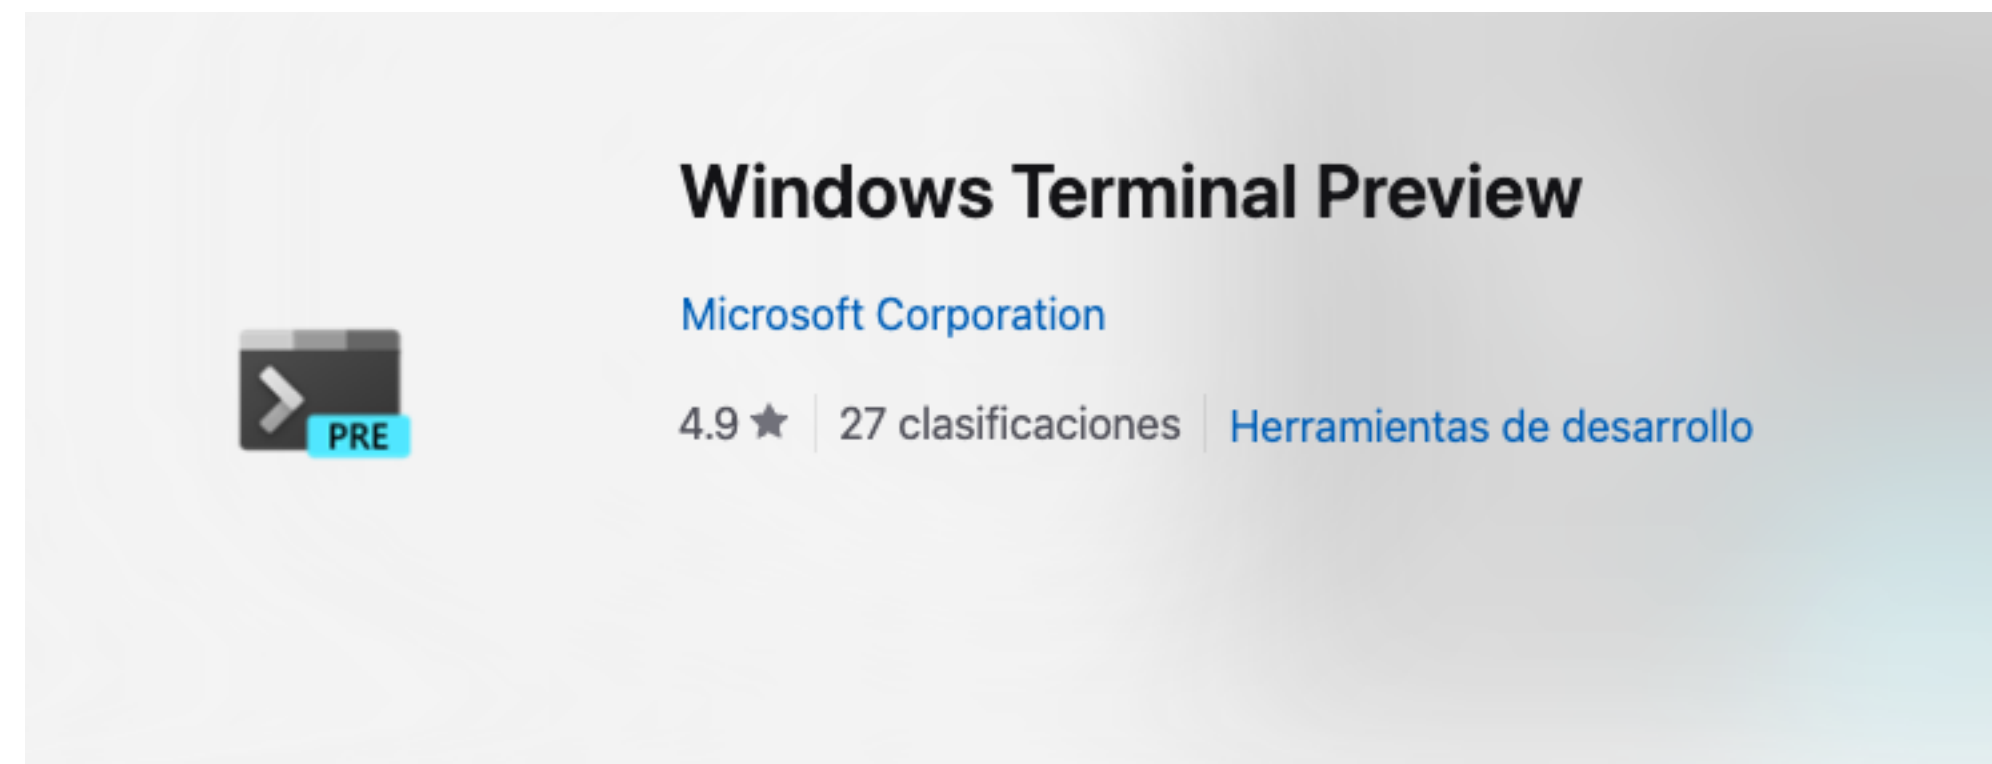 Windows Terminal Preview
Microsoft Corporation
PRE
4.9 ★ 27 clasificaciones Herramientas de desarrollo